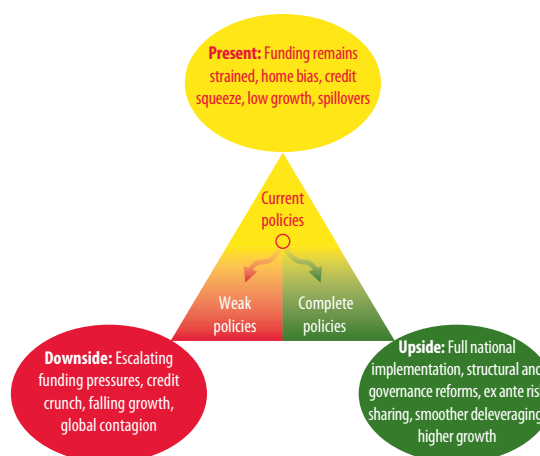 Present: Funding remains
strained, home bias, credit
squeeze, low growth, spillovers
Current
policies
Weak
policies
Complete
policies
Downside: Escalating
funding pressures, credit
crunch, falling growth,
global contagion
Upside: Full national
implementation, structural and
governance reforms, ex ante risk
sharing, smoother deleveraging,
higher growth